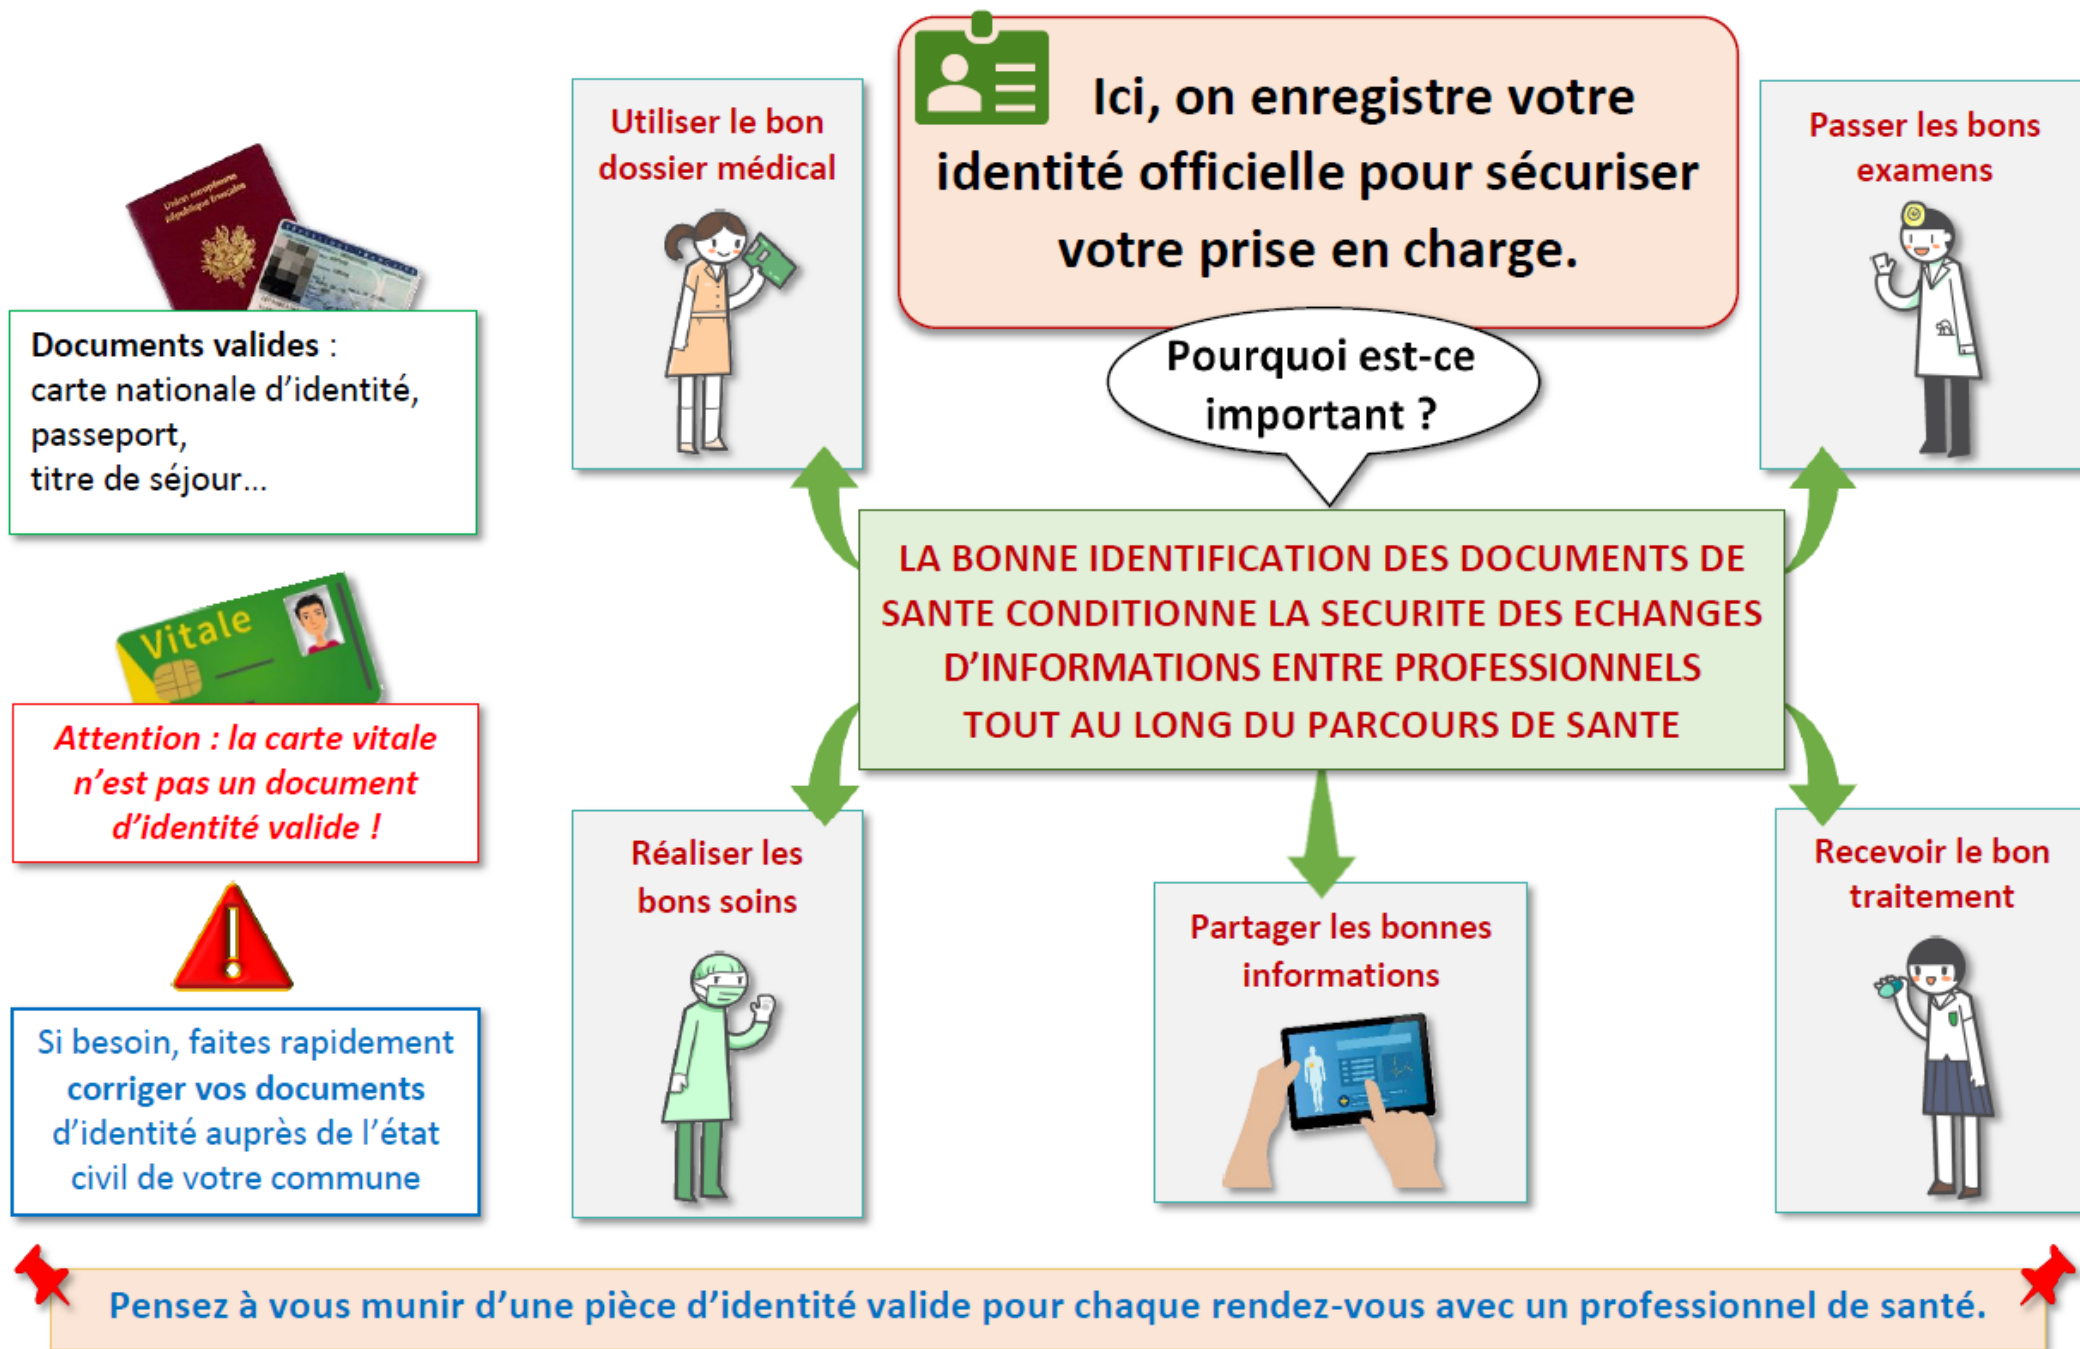 Ici, on enregistre votre
identité officielle pour sécuriser
votre prise en charge.
Pourquoi est-ce
important ?
Utiliser le bon
dossier médical
Passer les bons
examens
Union européenne
République française
Documents valides :
carte nationale d’identité,
passeport,
titre de séjour...
LA BONNE IDENTIFICATION DES DOCUMENTS DE
SANTE CONDITIONNE LA SECURITE DES ECHANGES
D’INFORMATIONS ENTRE PROFESSIONNELS
TOUT AU LONG DU PARCOURS DE SANTE
Vitale
Attention : la carte vitale
n’est pas un document
d’identité valide !
Si besoin, faites rapidement
corriger vos documents
d’identité auprès de l’état
civil de votre commune
Réaliser les
bons soins
Partager les bonnes
informations
Recevoir le bon
traitement
Pensez à vous munir d’une pièce d’identité valide pour chaque rendez-vous avec un professionnel de santé.